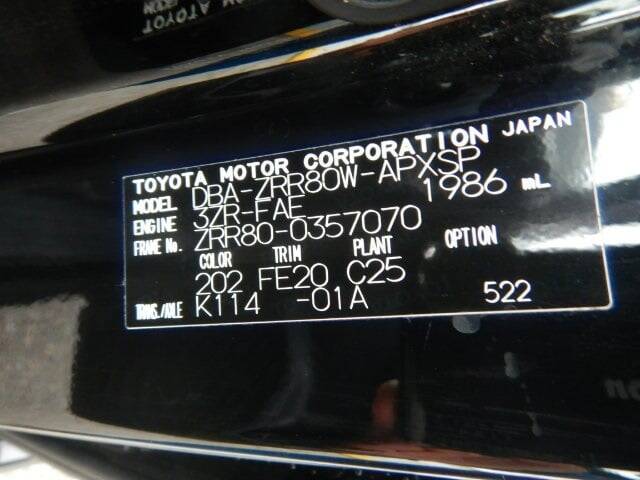 TOYOTA MOTOR CORPORATION JAPAN
MODEL DBA-ZRR80W-APXSP
ENGINE 3ZR-FAE 1986 mL
FRAME No. ZRR80-0357070
COLOR TRIM PLANT OPTION
202 FE20 C25
TRANS./AXLE K114 -01A 522